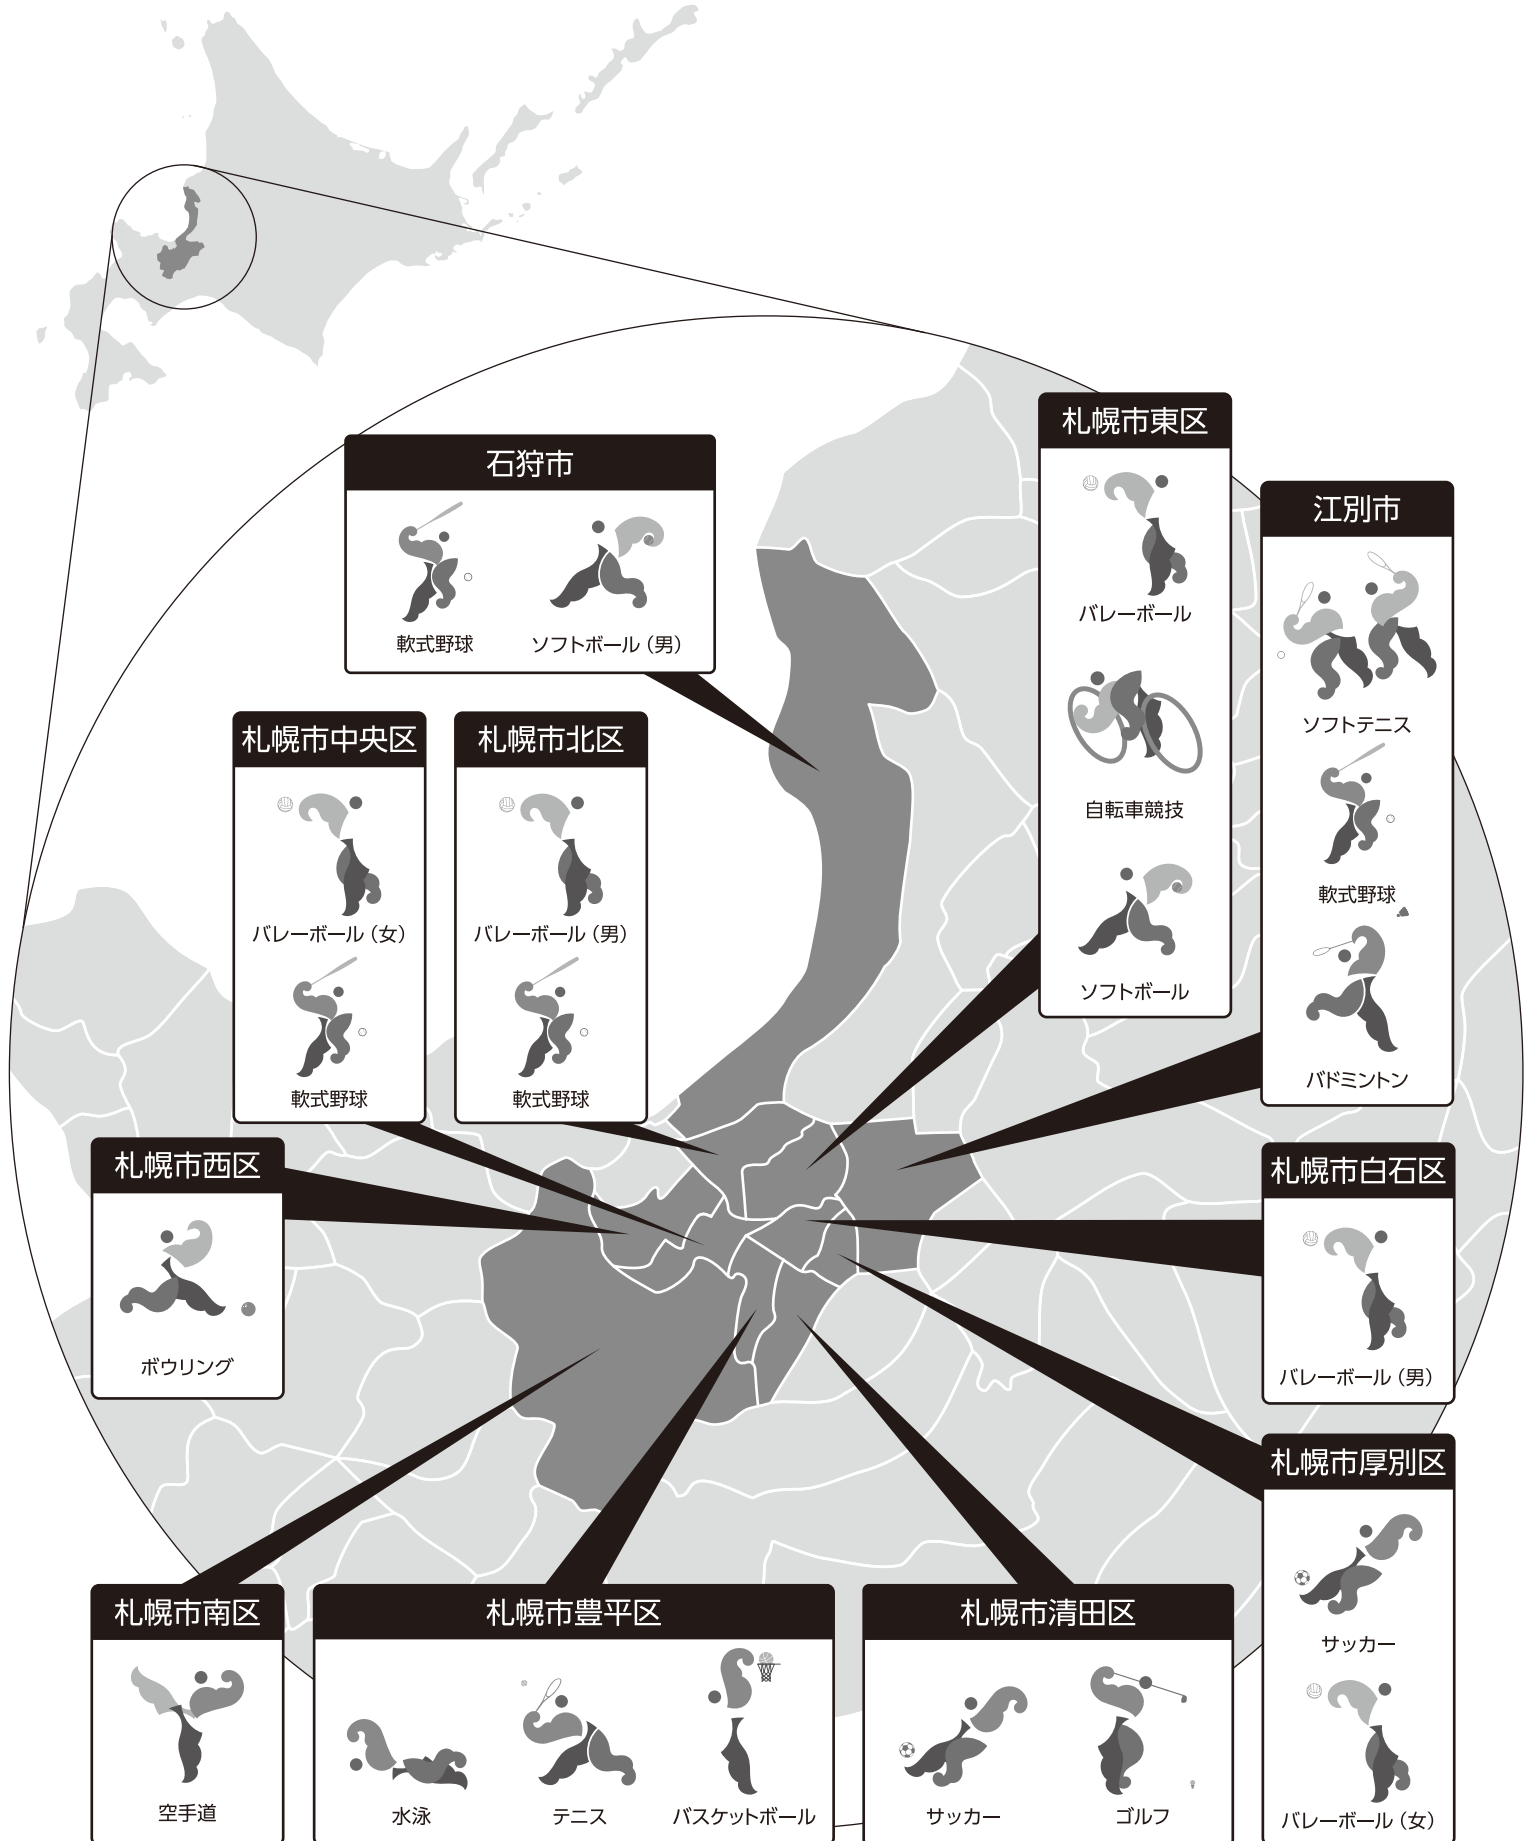 札幌市東区
バレーボール
自転車競技
ソフトボール
石狩市
軟式野球
ソフトボール（男）
江別市
ソフトテニス
軟式野球
バドミントン
札幌市中央区
バレーボール（女）
軟式野球
札幌市北区
バレーボール（男）
軟式野球
札幌市西区
ボウリング
札幌市白石区
バレーボール（男）
札幌市厚別区
サッカー
バレーボール（女）
札幌市南区
空手道
札幌市豊平区
水泳
テニス
バスケットボール
札幌市清田区
サッカー
ゴルフ